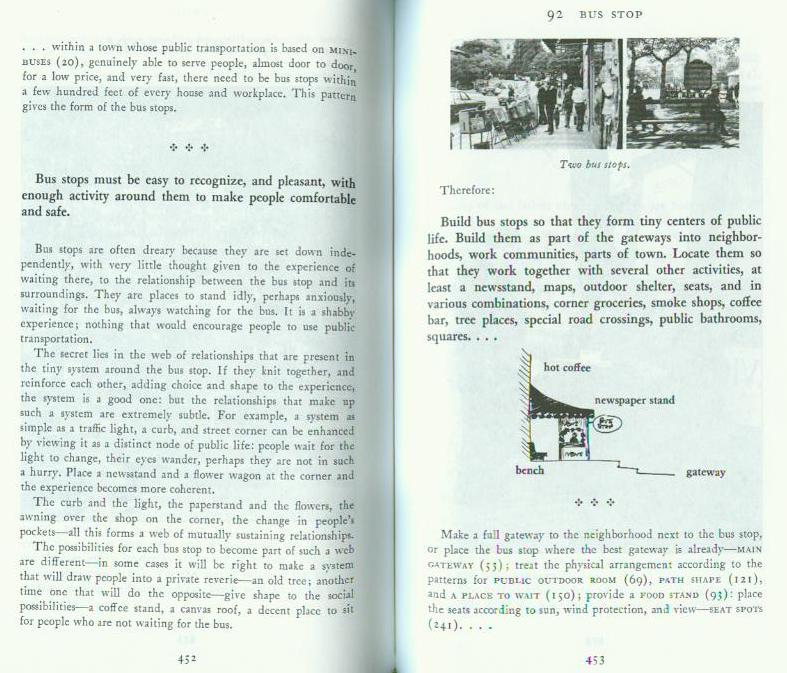 . . . within a town whose public transportation is based on MINI-
BUSES (20), genuinely able to serve people, almost door to door,
for a low price, and very fast, there need to be bus stops within
a few hundred feet of every house and workplace. This pattern
gives the form of the bus stops.
Bus stops must be easy to recognize, and pleasant, with
enough activity around them to make people comfortable
and safe.
Bus stops are often dreary because they are set down inde-
pendently, with very little thought given to the experience of
waiting there, to the relationship between the bus stop and its
surroundings. They are places to stand idly, perhaps anxiously,
waiting for the bus, always watching for the bus. It is a shabby
experience; nothing that would encourage people to use public
transportation.
The secret lies in the web of relationships that are present in
the tiny system around the bus stop. If they knit together, and
reinforce each other, adding choice and shape to the experience,
the system is a good one: but the relationships that make up
such a system are extremely subtle. For example, a system as
simple as a traffic light, a curb, and street corner can be enhanced
by viewing it as a distinct node of public life: people wait for the
light to change, their eyes wander, perhaps they are not in such
a hurry. Place a newsstand and a flower wagon at the corner and
the experience becomes more coherent.
The curb and the light, the paperstand and the flowers, the
awning over the shop on the corner, the change in people's
pockets—all this forms a web of mutually sustaining relationships.
The possibilities for each bus stop to become part of such a web
are different—in some cases it will be right to make a system
that will draw people into a private reverie—an old tree; another
time one that will do the opposite—give shape to the social
possibilities—a coffee stand, a canvas roof, a decent place to sit
for people who are not waiting for the bus.
452
92 BUS STOP
Two bus stops.
Therefore:
Build bus stops so that they form tiny centers of public
life. Build them as part of the gateways into neighbor-
hoods, work communities, parts of town. Locate them so
that they work together with several other activities, at
least a newsstand, maps, outdoor shelter, seats, and in
various combinations, corner groceries, smoke shops, coffee
bar, tree places, special road crossings, public bathrooms,
squares. . . .
hot coffee
newspaper stand
BUS
STOP
NEWS
bench
gateway
Make a full gateway to the neighborhood next to the bus stop,
or place the bus stop where the best gateway is already—MAIN
GATEWAY (53); treat the physical arrangement according to the
patterns for PUBLIC OUTDOOR ROOM (69), PATH SHAPE (121),
and A PLACE TO WAIT (150); provide a FOOD STAND (93): place
the seats according to sun, wind protection, and view—SEAT SPOTS
(241). . . .
453